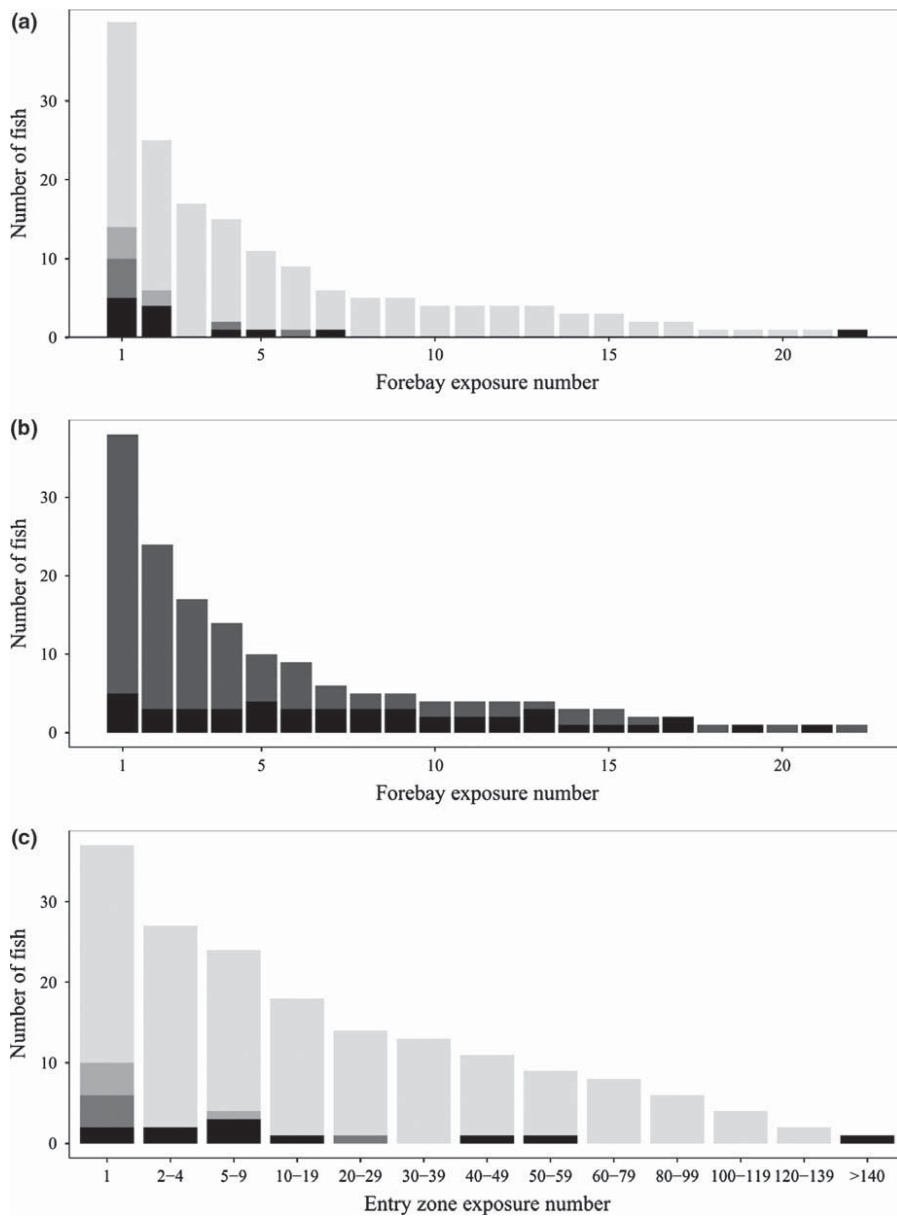 (a)
Number of fish
30
20
10
0
1 5 10 15 20
Forebay exposure number
(b)
Number of fish
30
20
10
0
1 5 10 15 20
Forebay exposure number
(c)
Number of fish
30
20
10
0
1 2–4 5–9 10–19 20–29 30–39 40–49 50–59 60–79 80–99 100–119 120–139 >140
Entry zone exposure number